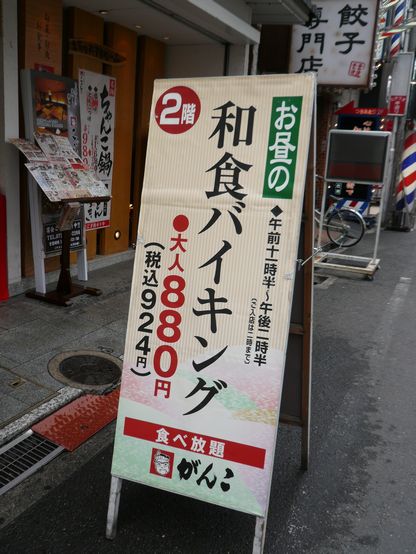 2階
お昼の
和食バイキング
◆午前十一時半～午後二時半
(ご入店は二時まで)
●大人880円
(税込924円)
食べ放題
がんこ
餃子
専門店
ちゃんこ鍋